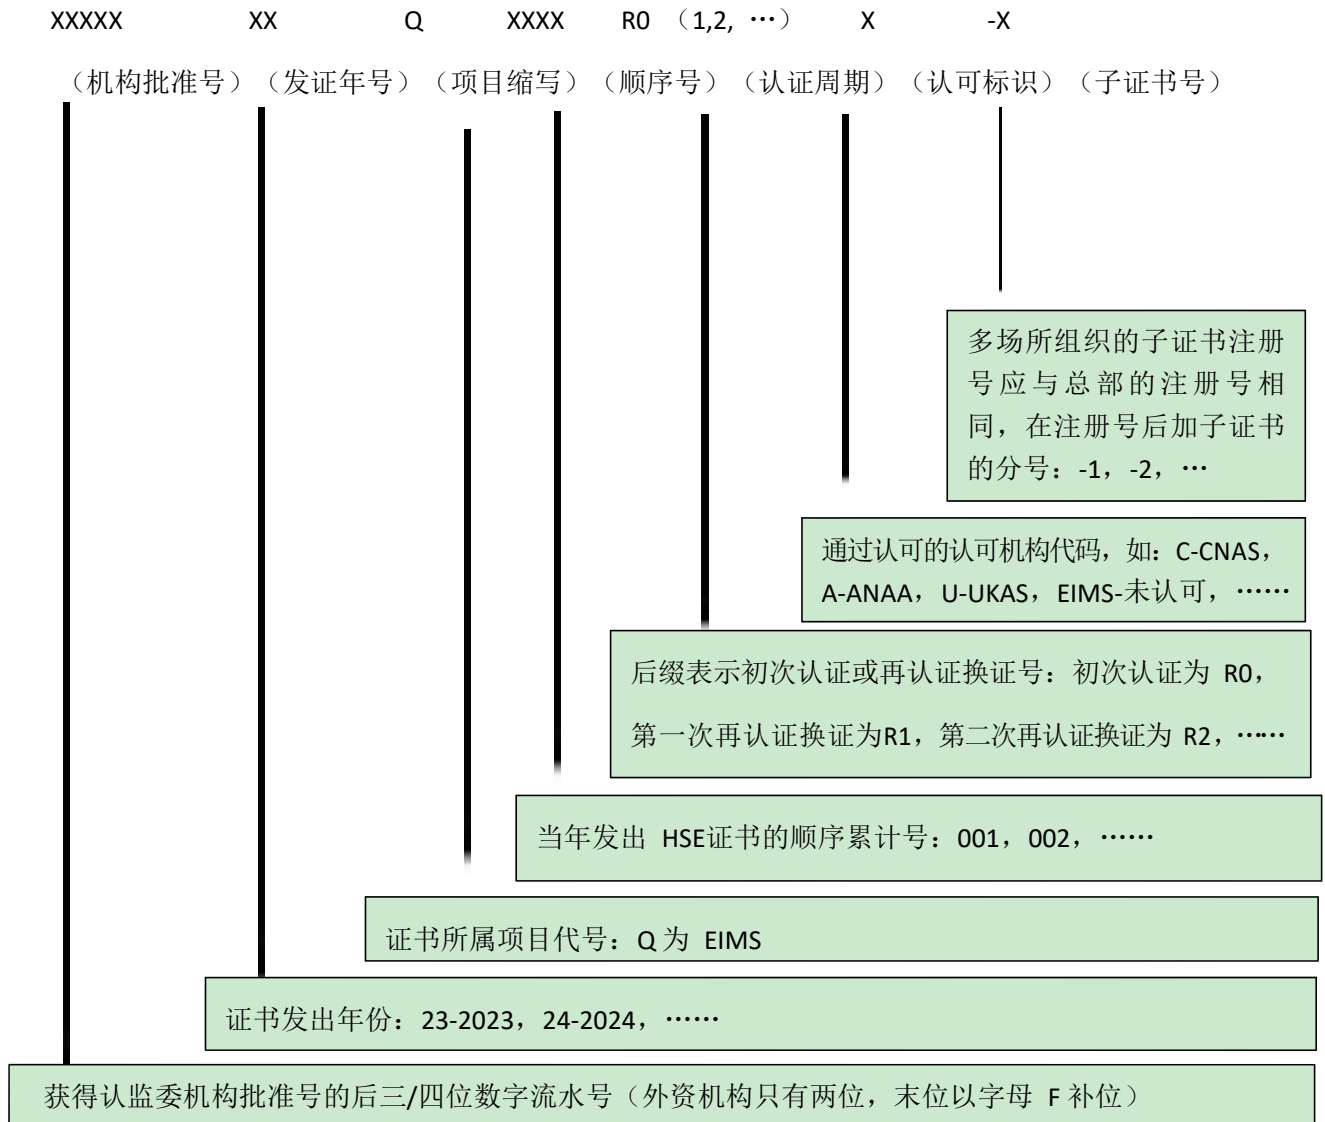 XXXXX XX Q XXXX R0 （1,2, …） X -X
（机构批准号）（发证年号）（项目缩写）（顺序号）（认证周期）（认可标识）（子证书号）
多场所组织的子证书注册
号应与总部的注册号相
同，在注册号后加子证书
的分号：-1，-2，…
通过认可的认可机构代码，如：C-CNAS，
A-ANAA，U-UKAS，EIMS-未认可，……
后缀表示初次认证或再认证换证号：初次认证为 R0，
第一次再认证换证为R1，第二次再认证换证为 R2，……
当年发出 HSE证书的顺序累计号：001，002，……
证书所属项目代号：Q为 EIMS
证书发出年份：23-2023，24-2024，……
获得认监委机构批准号的后三/四位数字流水号（外资机构只有两位，末位以字母 F补位）